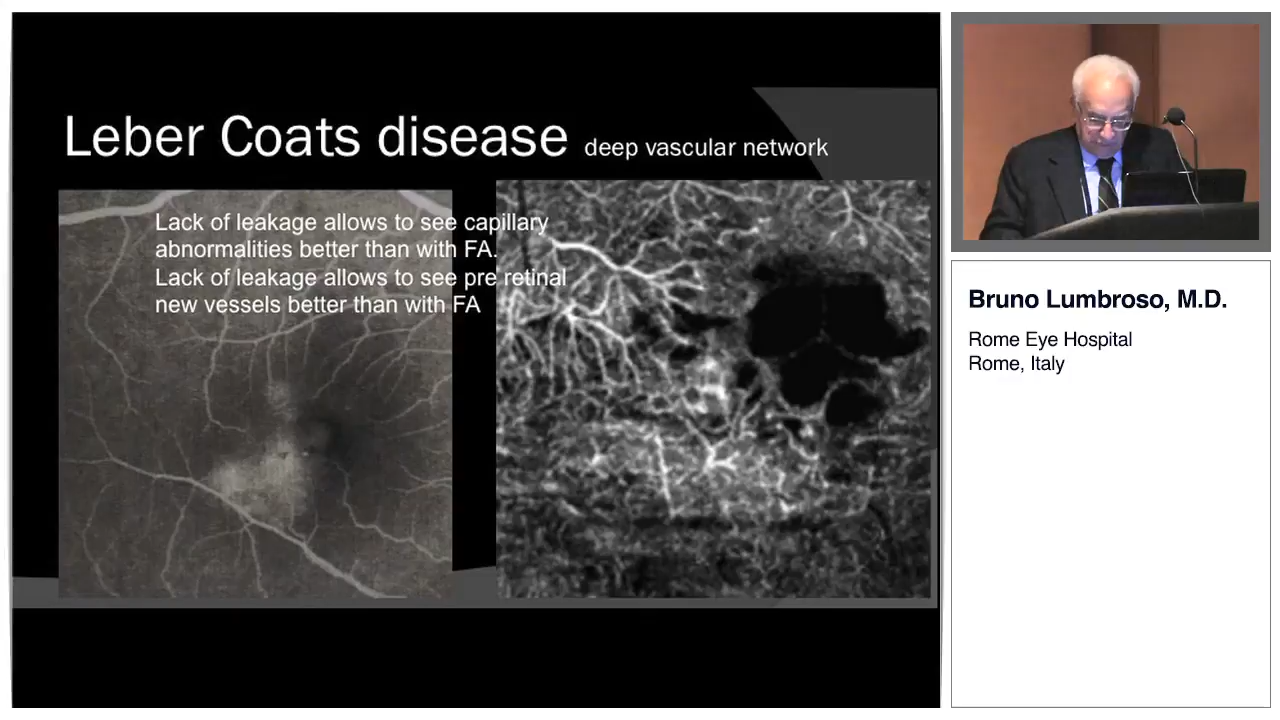 Leber Coats disease deep vascular network
Lack of leakage allows to see capillary
abnormalities better than with FA.
Lack of leakage allows to see pre retinal
new vessels better than with FA
Bruno Lumbroso, M.D.
Rome Eye Hospital
Rome, Italy